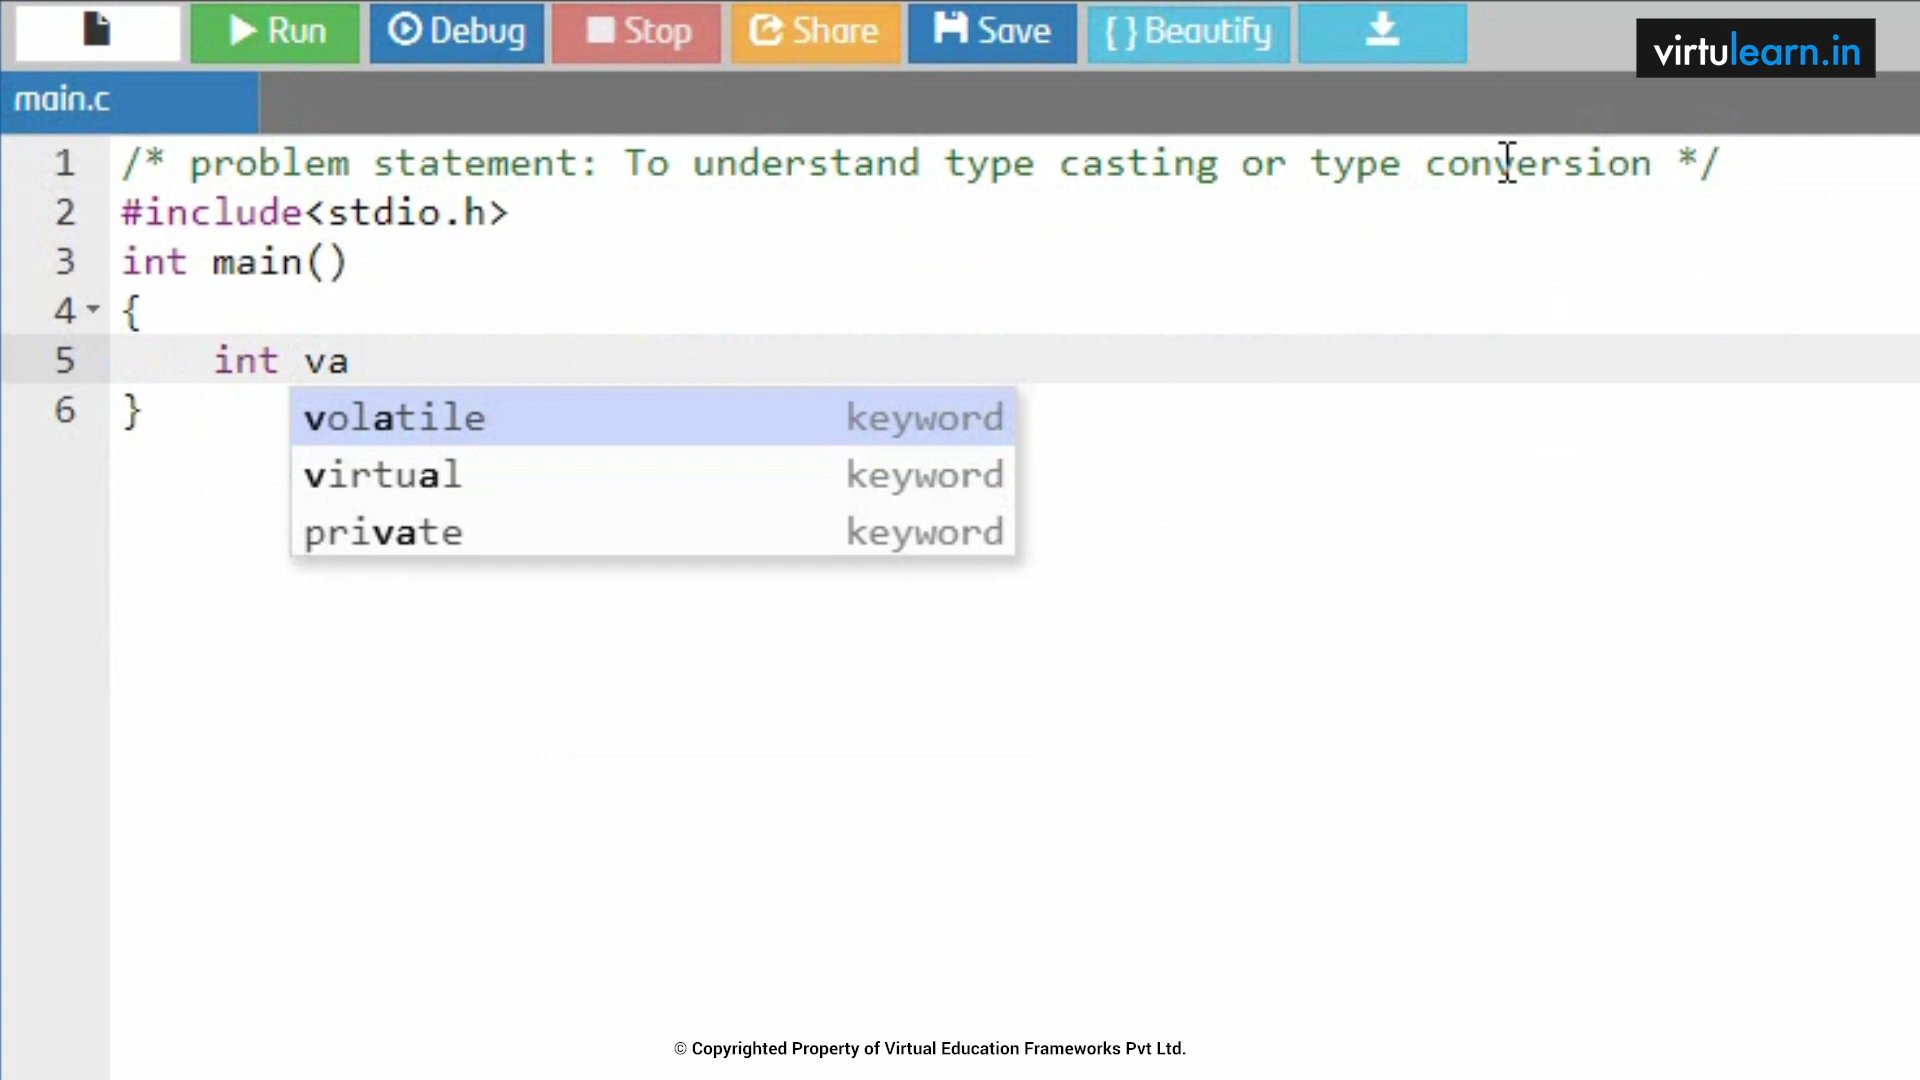 Run Debug Stop Share Save { } Beautify
virtulearn.in
main.c
1 /* problem statement: To understand type casting or type conversion */
2 #include<stdio.h>
3 int main()
4 {
5 int va
6 }
volatile keyword
virtual keyword
private keyword
© Copyrighted Property of Virtual Education Frameworks Pvt Ltd.